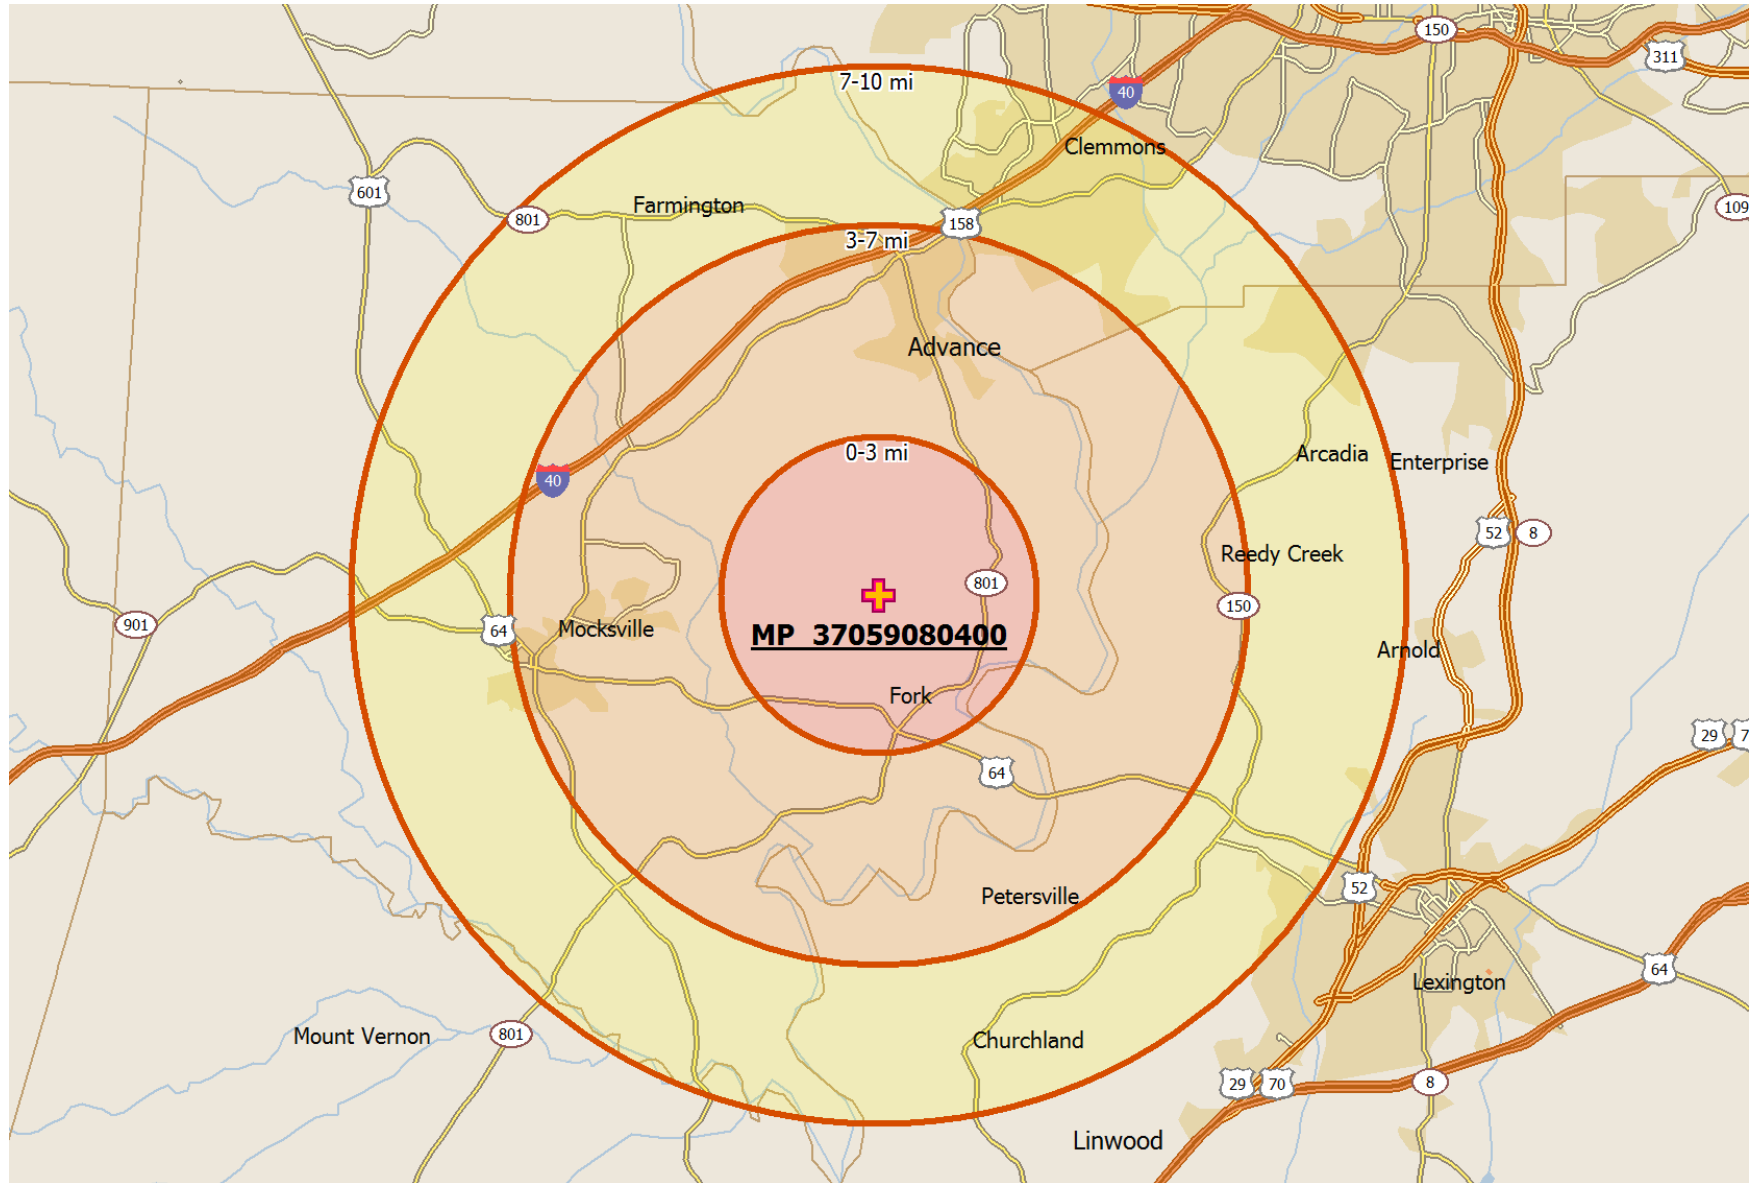 150
311
7-10 mi
40
Clemmons
601
Farmington
801
158
109
3-7 mi
Advance
0-3 mi
Arcadia
Enterprise
40
52
8
Reedy Creek
801
150
901
64
Mocksville
MP 37059080400
Arnold
Fork
29
7
64
52
Petersville
64
Lexington
Mount Vernon
801
Churchland
29
70
8
Linwood